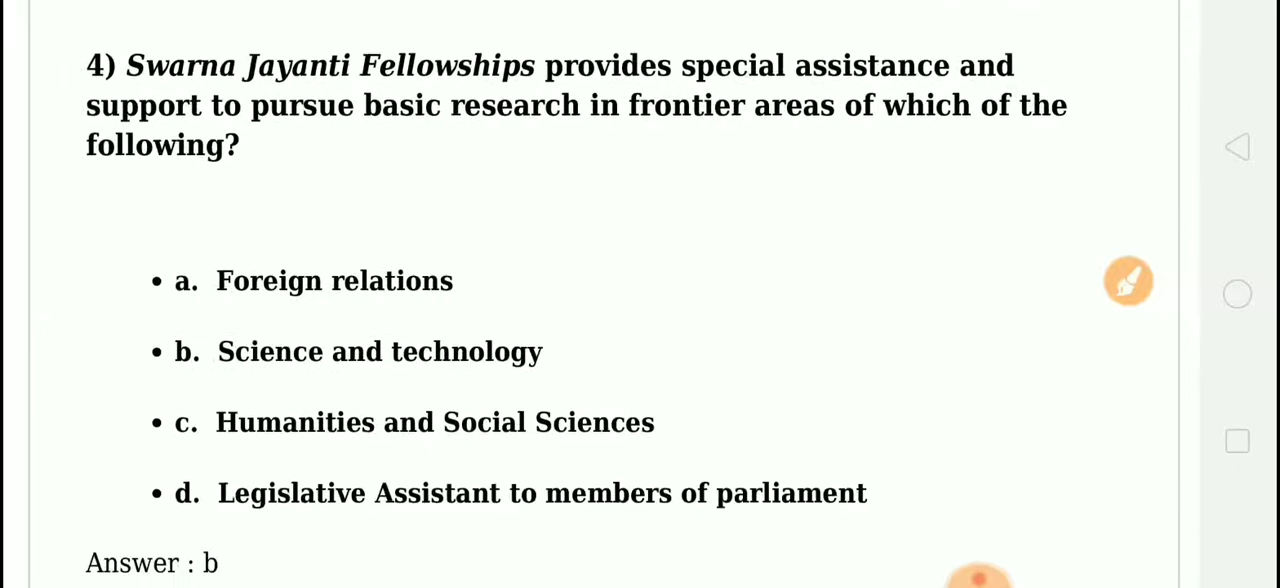 4) Swarna Jayanti Fellowships provides special assistance and
support to pursue basic research in frontier areas of which of the
following?
• a. Foreign relations
• b. Science and technology
• c. Humanities and Social Sciences
• d. Legislative Assistant to members of parliament
Answer : b